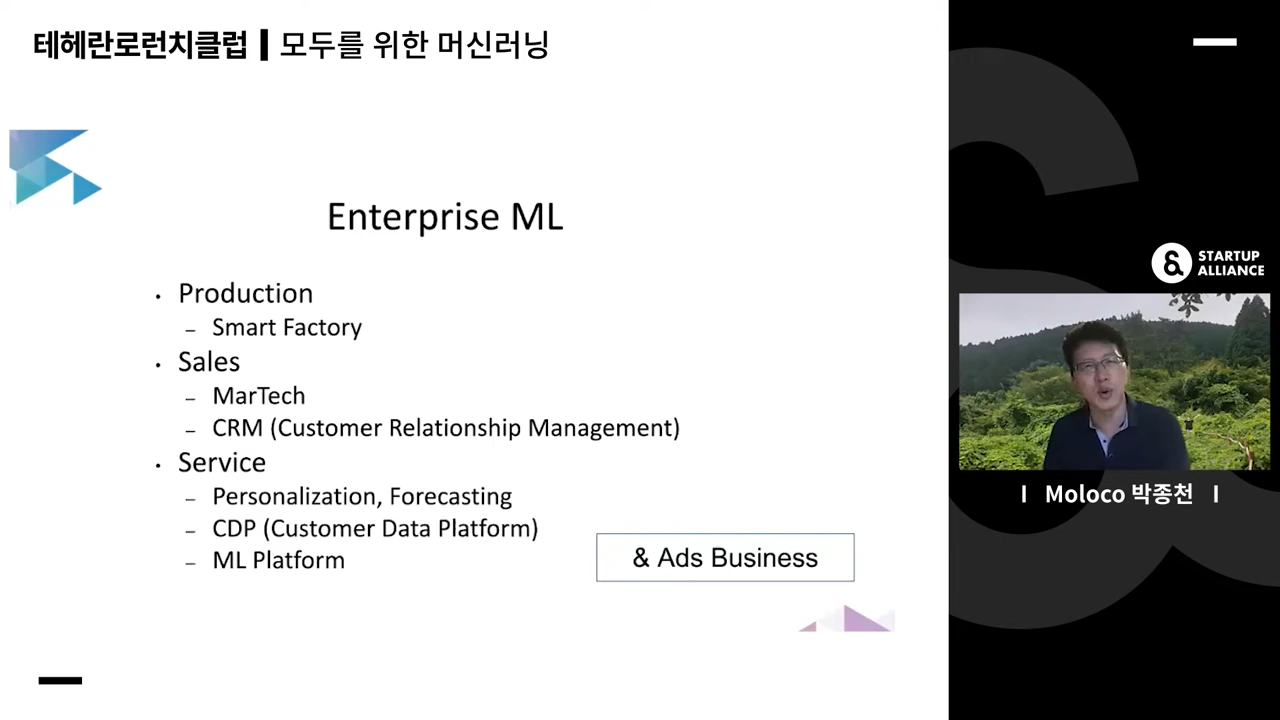 테헤란로런치클럽 | 모두를 위한 머신러닝
Enterprise ML
• Production
– Smart Factory
• Sales
– MarTech
– CRM (Customer Relationship Management)
• Service
– Personalization, Forecasting
– CDP (Customer Data Platform)
– ML Platform
& Ads Business
STARTUP
ALLIANCE
| Moloco 박종천 |